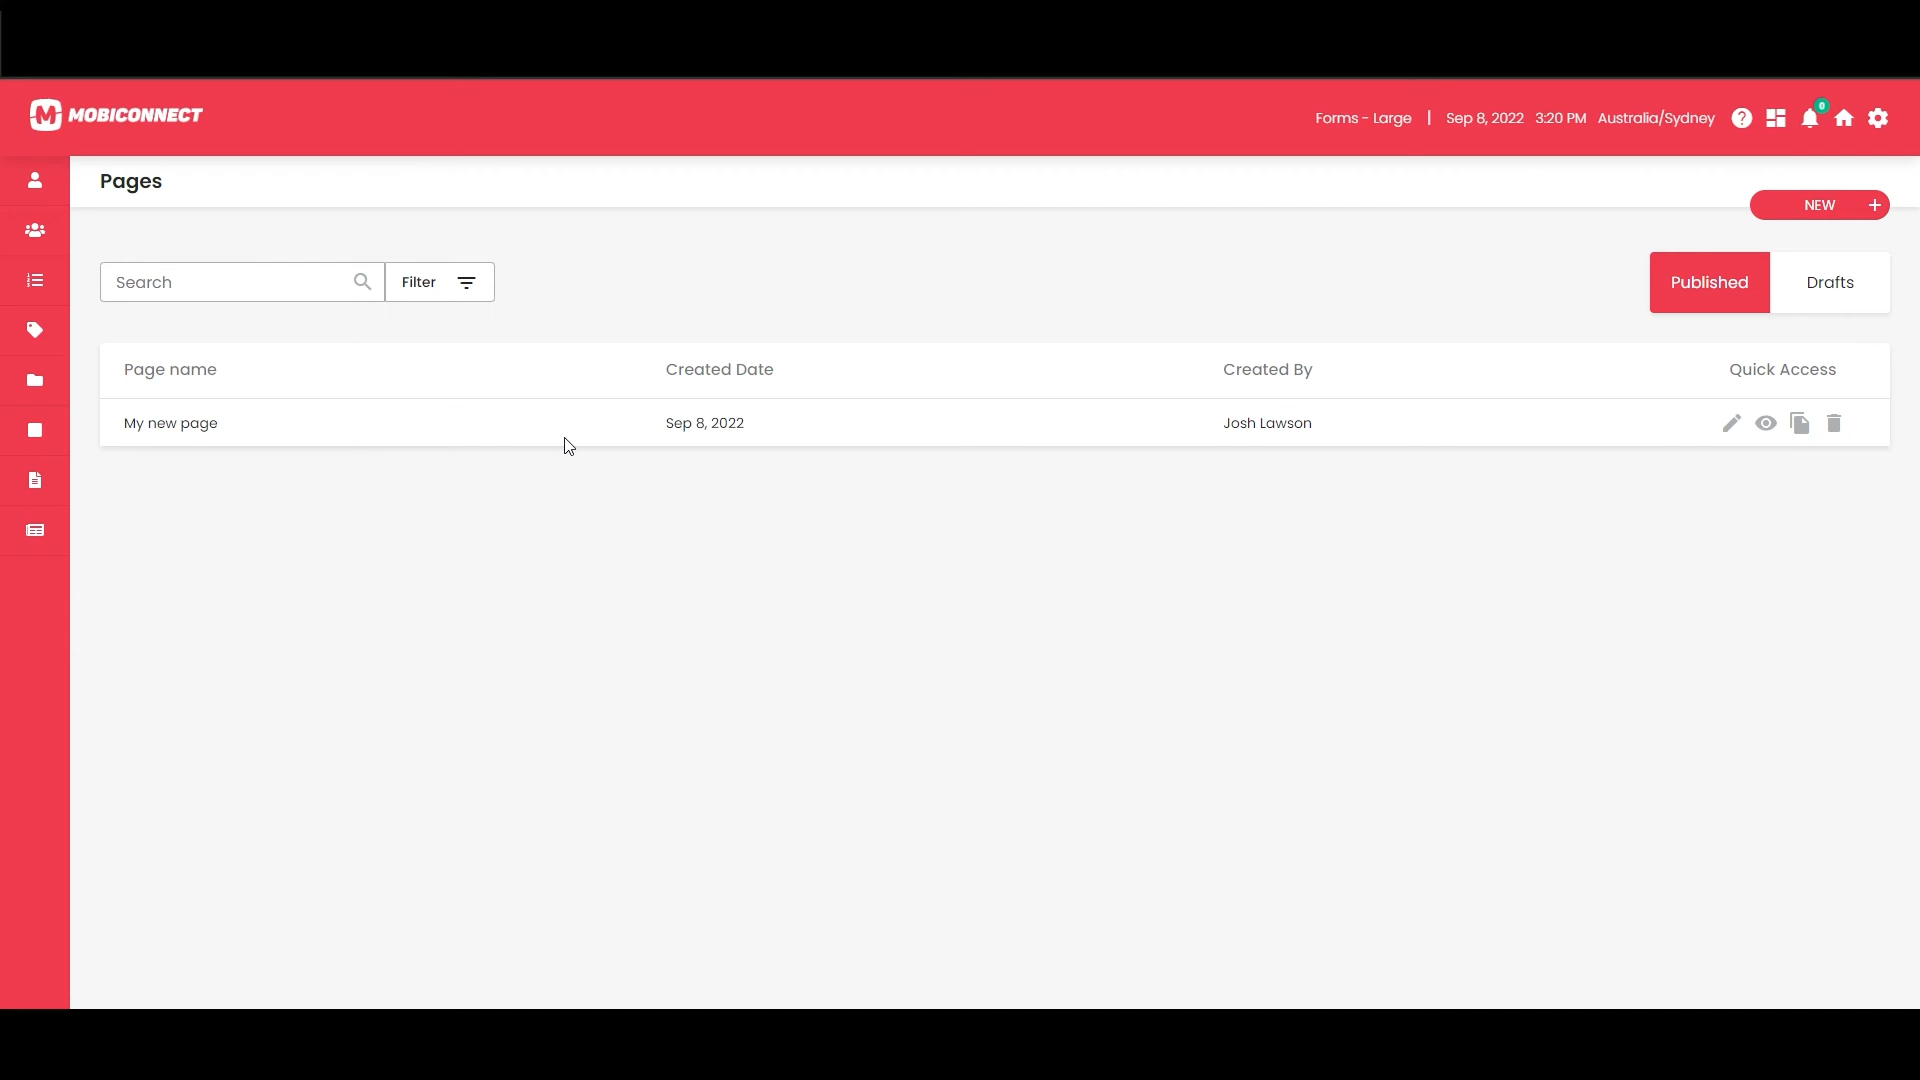 MOBICONNECT
Forms - Large | Sep 8, 2022 3:20 PM Australia/Sydney
0
Pages
NEW +
Search
Filter
Published
Drafts
Page name Created Date Created By Quick Access
My new page Sep 8, 2022 Josh Lawson